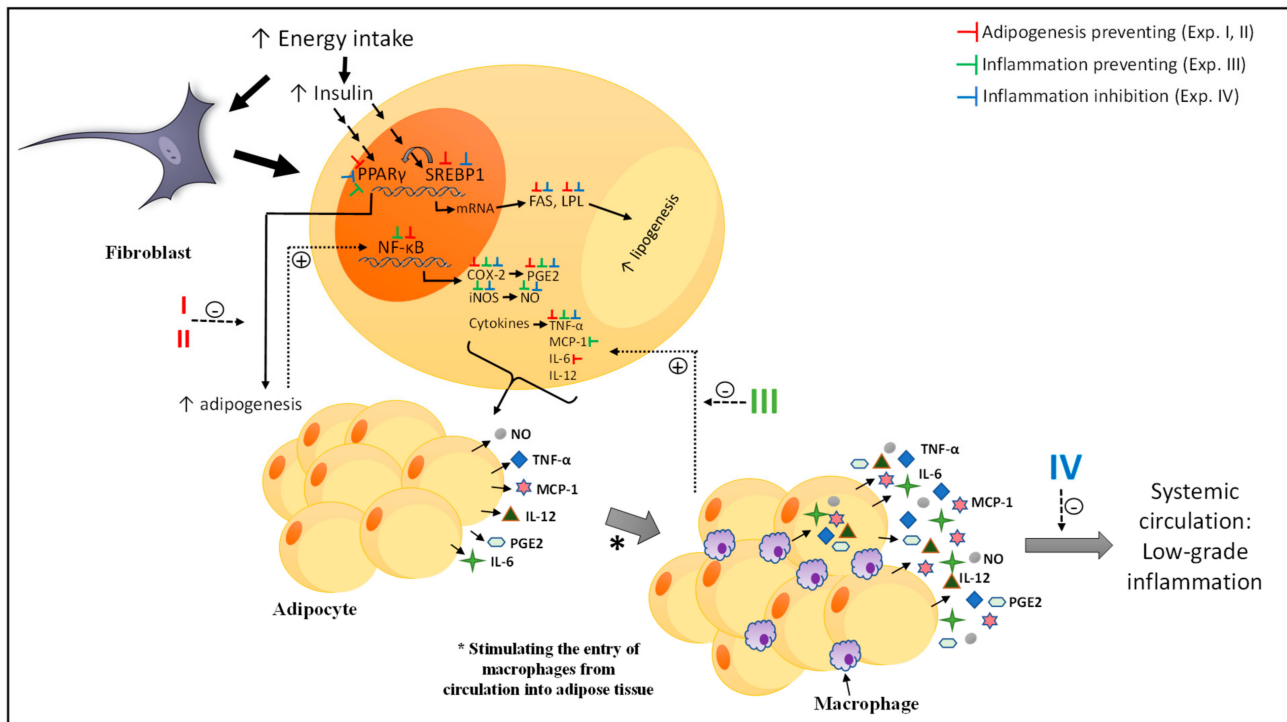 ↑ Energy intake
↑ Insulin
Adipogenesis preventing (Exp. I, II)
Inflammation preventing (Exp. III)
Inflammation inhibition (Exp. IV)
PPARγ
SREBP1
mRNA
FAS, LPL
↑ lipogenesis
Fibroblast
NF-κB
+
COX-2
PGE2
iNOS
NO
I
II
-
Cytokines
TNF-α
MCP-1
IL-6
IL-12
+
-
III
↑ adipogenesis
NO
TNF-α
MCP-1
IL-12
PGE2
IL-6
Adipocyte
*
* Stimulating the entry of
macrophages from
circulation into adipose tissue
TNF-α
IL-6
MCP-1
NO
IL-12
PGE2
Macrophage
IV
-
Systemic
circulation:
Low-grade
inflammation